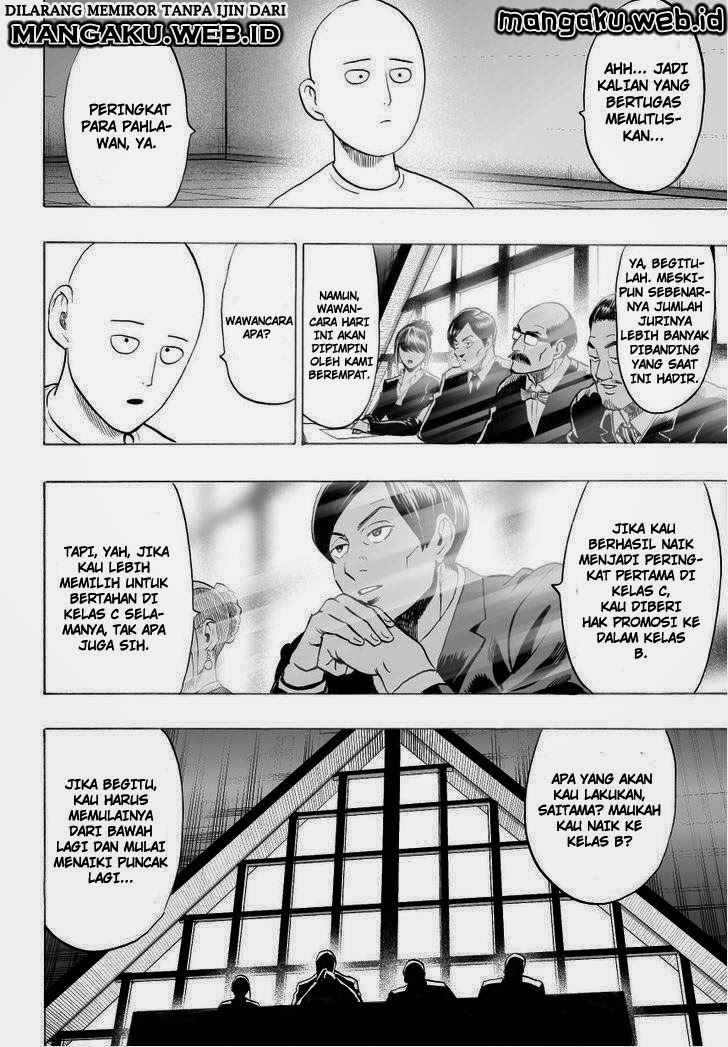 DILARANG MEMIROR TANPA IJIN DARI
MANGAKU.WEB.ID
mangaku.web.id
AHH... JADI
KALIAN YANG
BERTUGAS
MEMUTUS-
KAN...
PERINGKAT
PARA PAHLA-
WAN, YA.
YA, BEGITU-
LAH. MESKI-
PUN SEBENAR-
NYA JUMLAH
JURINYA
LEBIH BANYAK
DIBANDING
YANG SAAT
INI HADIR.
NAMUN,
WAWAN-
CARA HARI
INI AKAN
DIPIMPIN
OLEH KAMI
BEREMPAT.
WAWANCARA
APA?
JIKA KAU
BERHASIL NAIK
MENJADI PERING-
KAT PERTAMA DI
KELAS C,
KAU DIBERI
HAK PROMOSI KE
DALAM KELAS
B.
TAPI, YAH, JIKA
KAU LEBIH
MEMILIH UNTUK
BERTAHAN DI
KELAS C SELA-
MANYA, TAK APA
JUGA SIH.
APA YANG AKAN
KAU LAKUKAN,
SAITAMA? MAUKAH
KAU NAIK KE
KELAS B?
JIKA BEGITU,
KAU HARUS
MEMULAINYA
DARI BAWAH
LAGI DAN MULAI
MENAIKI PUNCAK
LAGI...